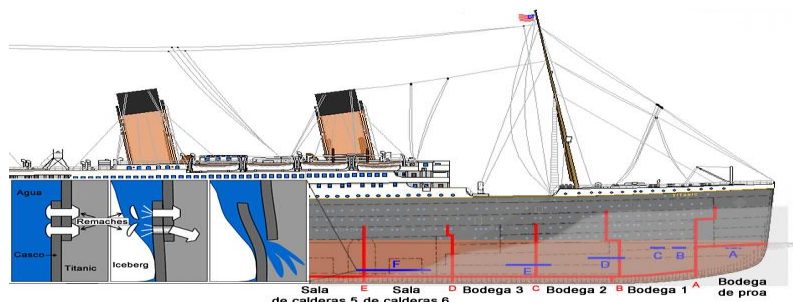 TITANIC
Agua
Remaches
Casco
Titanic
Iceberg
F
E
D
C
B
A
E
D
C
B
A
Sala
de calderas 5
Sala
de calderas 6
Bodega 3
Bodega 2
Bodega 1
Bodega
de proa